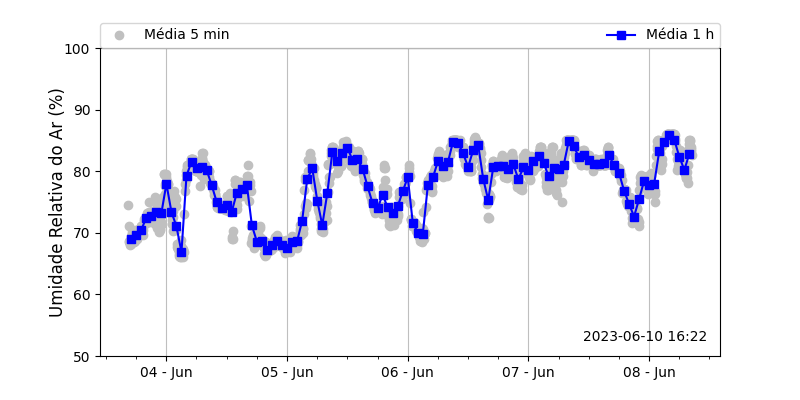 Média 5 min
Média 1 h
Umidade Relativa do Ar (%)
100
90
80
70
60
50
2023-06-10 16:22
04 - Jun
05 - Jun
06 - Jun
07 - Jun
08 - Jun